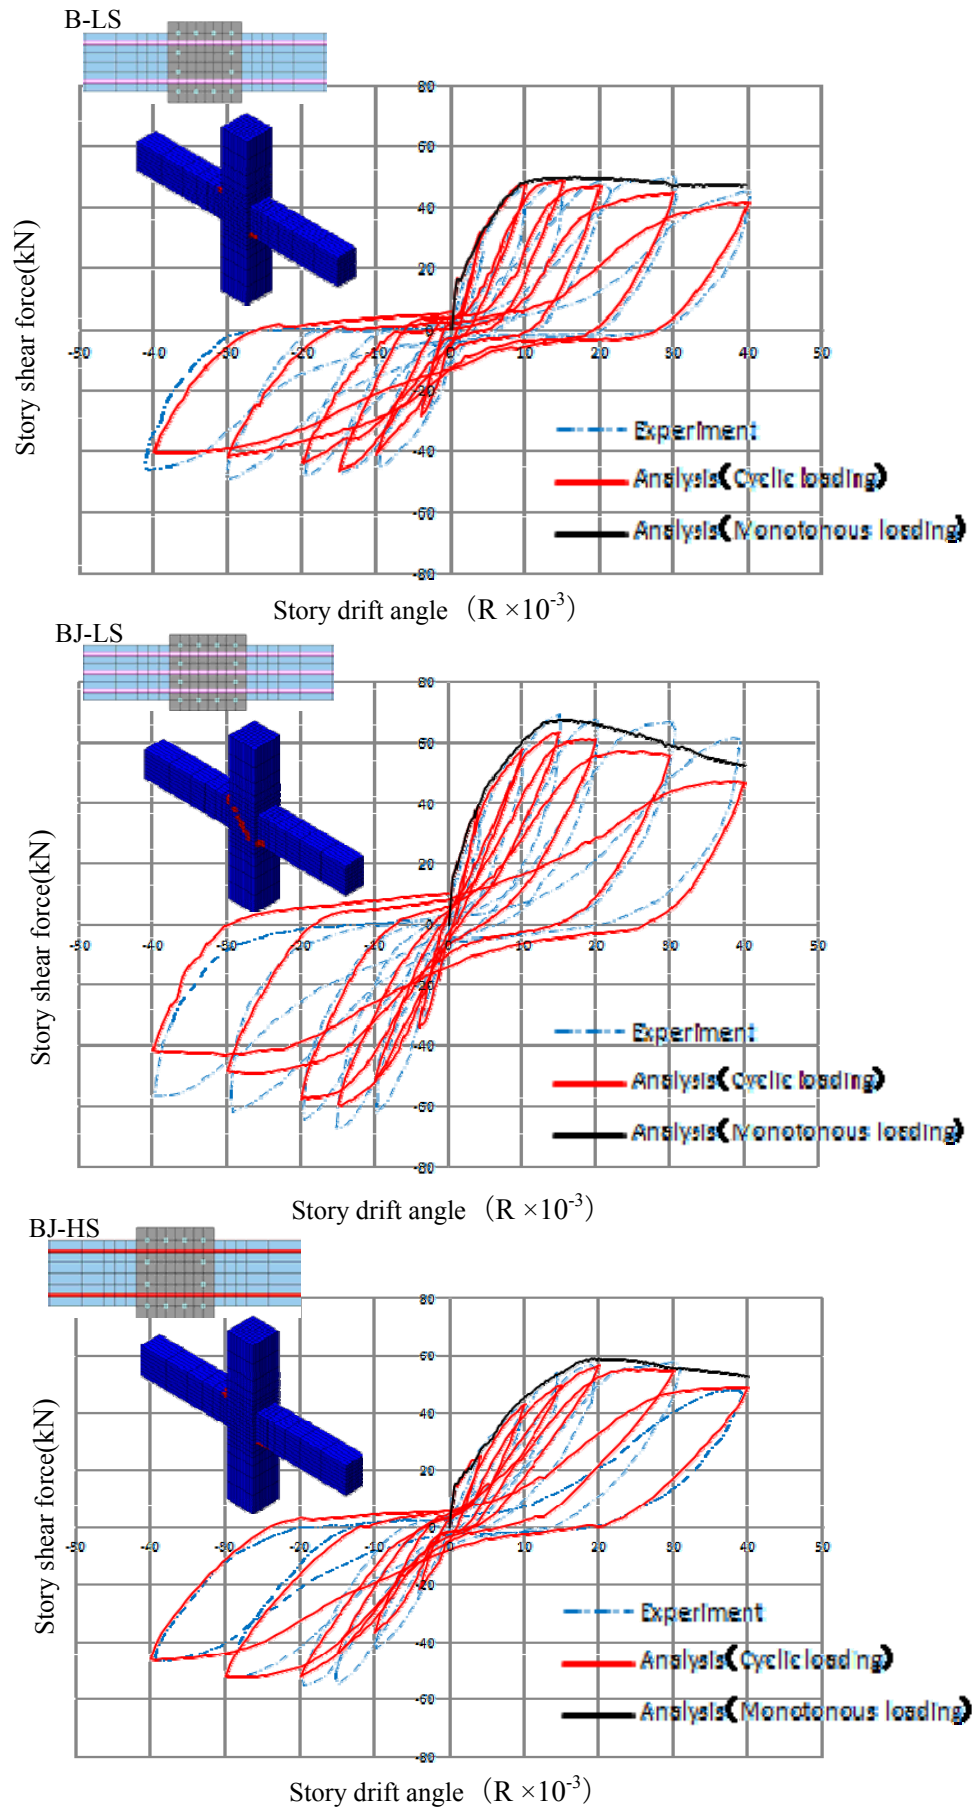 B-LS
80
60
40
20
0
-50 -40 -30 -20 -10 0 10 20 30 40 50
-20
-40
-60
-80
Story shear force(kN)
Experiment
Analysis(Cyclic loading)
Analysis(Monotonous loading)
Story drift angle (R ×10-3)
BJ-LS
80
60
40
20
0
-50 -40 -30 -20 -10 0 10 20 30 40 50
-20
-40
-60
-80
Story shear force(kN)
Experiment
Analysis(Cyclic loading)
Analysis(Monotonous loading)
Story drift angle (R ×10-3)
BJ-HS
80
60
40
20
0
-50 -40 -30 -20 -10 0 10 20 30 40 50
-20
-40
-60
-80
Story shear force(kN)
Experiment
Analysis(Cyclic loading)
Analysis(Monotonous loading)
Story drift angle (R ×10-3)